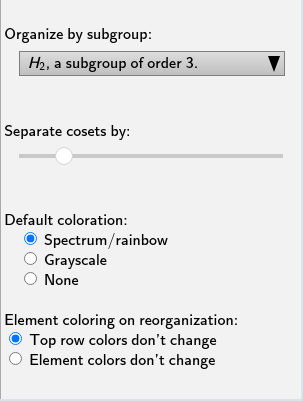 Organize by subgroup:
H₂, a subgroup of order 3.
Separate cosets by:
Default coloration:
Spectrum/rainbow
Grayscale
None
Element coloring on reorganization:
Top row colors don't change
Element colors don't change